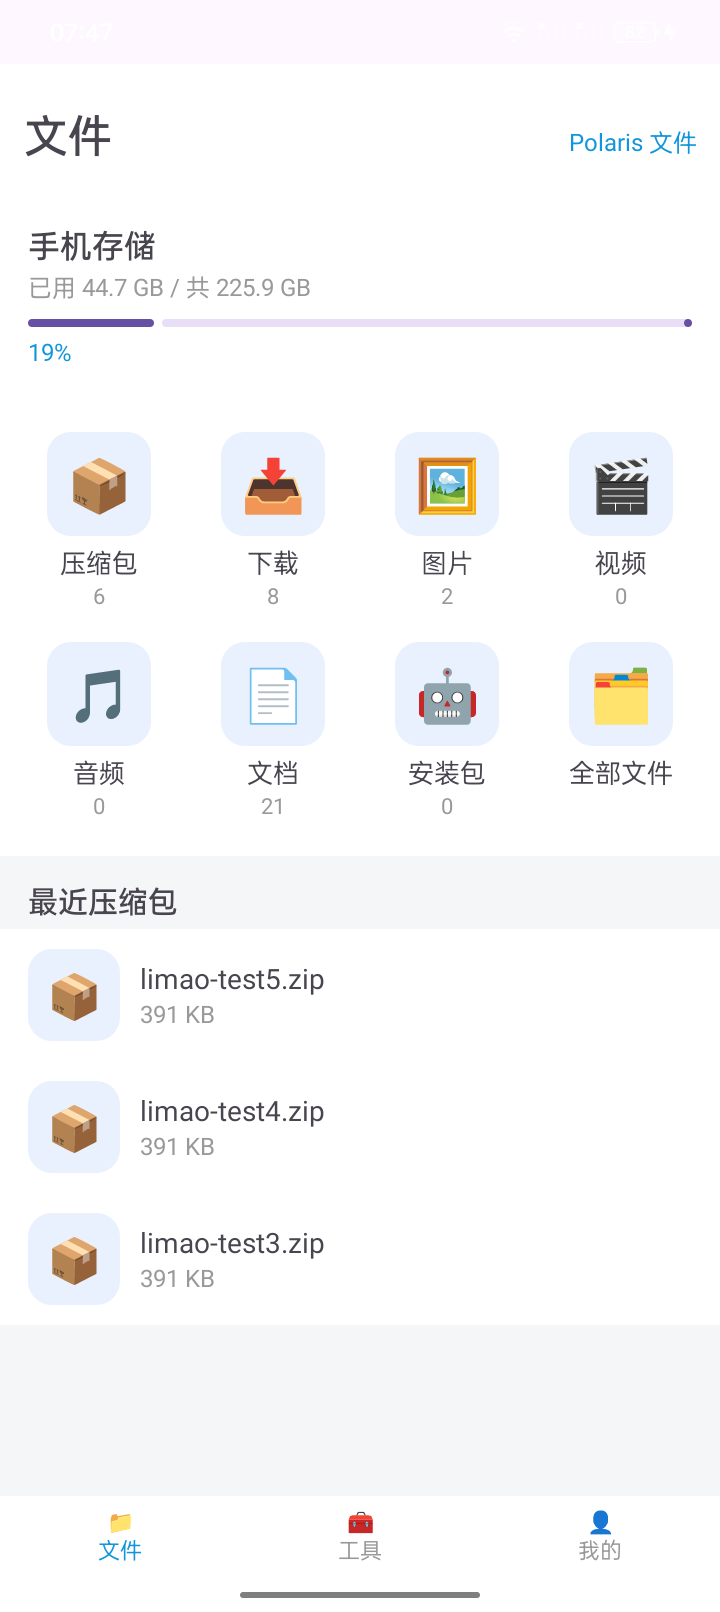 07:47
文件
Polaris 文件
手机存储
已用 44.7 GB / 共 225.9 GB
19%
压缩包
6
下载
8
图片
2
视频
0
音频
0
文档
21
安装包
0
全部文件
最近压缩包
limao-test5.zip
391 KB
limao-test4.zip
391 KB
limao-test3.zip
391 KB
文件
工具
我的